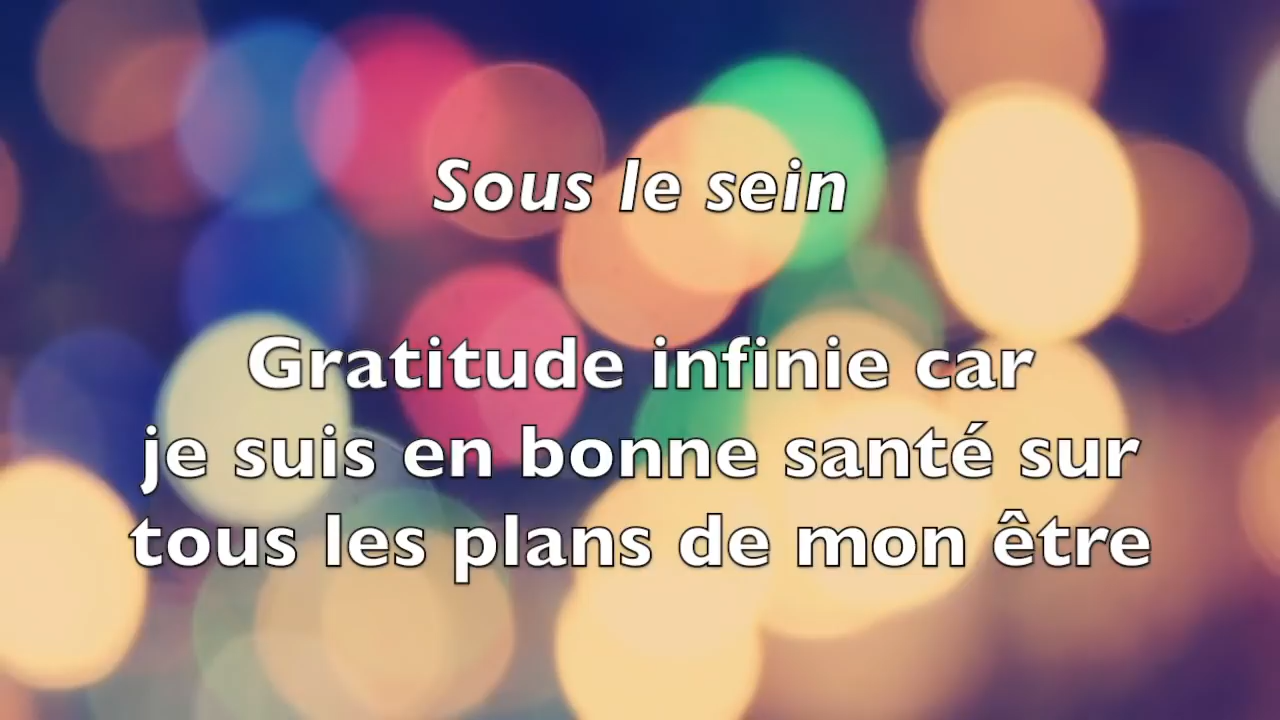 Sous le sein
Gratitude infinie car
je suis en bonne santé sur
tous les plans de mon être